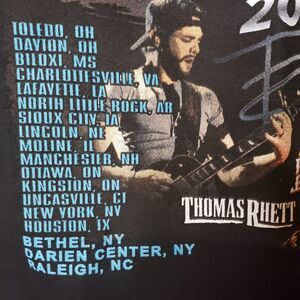 20
TOLEDO, OH
DAYTON, OH
BILOXI, MS
CHARLOTTESVILLE, VA
LAFAYETTE, LA
NORTH LITTLE ROCK, AR
SIOUX CITY, IA
LINCOLN, NE
MOLINE, IL
MANCHESTER, NH
OTTAWA, ON
KINGSTON, ON
UNCASVILLE, CT
NEW YORK, NY
HOUSTON, TX
BETHEL, NY
DARIEN CENTER, NY
RALEIGH, NC
THOMAS RHETT